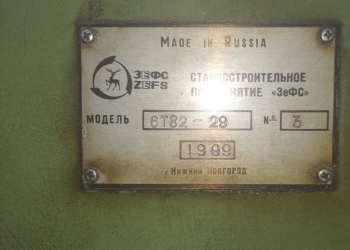 MADE IN RUSSIA
ЗЕФС СТАНКОСТРОИТЕЛЬНОЕ
ZEFS ПРЕДПРИЯТИЕ «ЗеФС»
МОДЕЛЬ 6Т82-29 № 3
1999
г. НИЖНИЙ НОВГОРОД